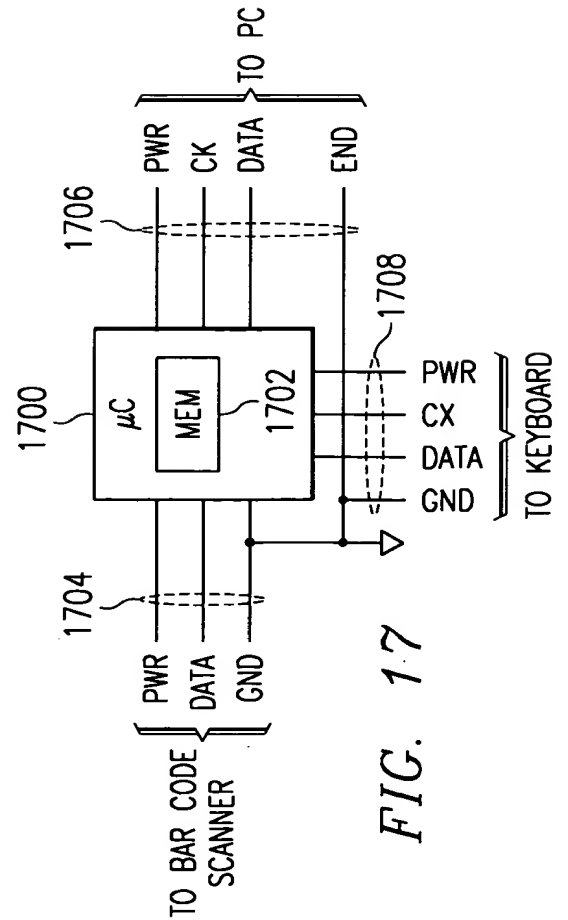 1700
1706
μC
MEM
1702
PWR
CK
DATA
END
TO PC
1704
PWR
DATA
GND
TO BAR CODE
SCANNER
1708
PWR
CX
DATA
GND
TO KEYBOARD
FIG. 17